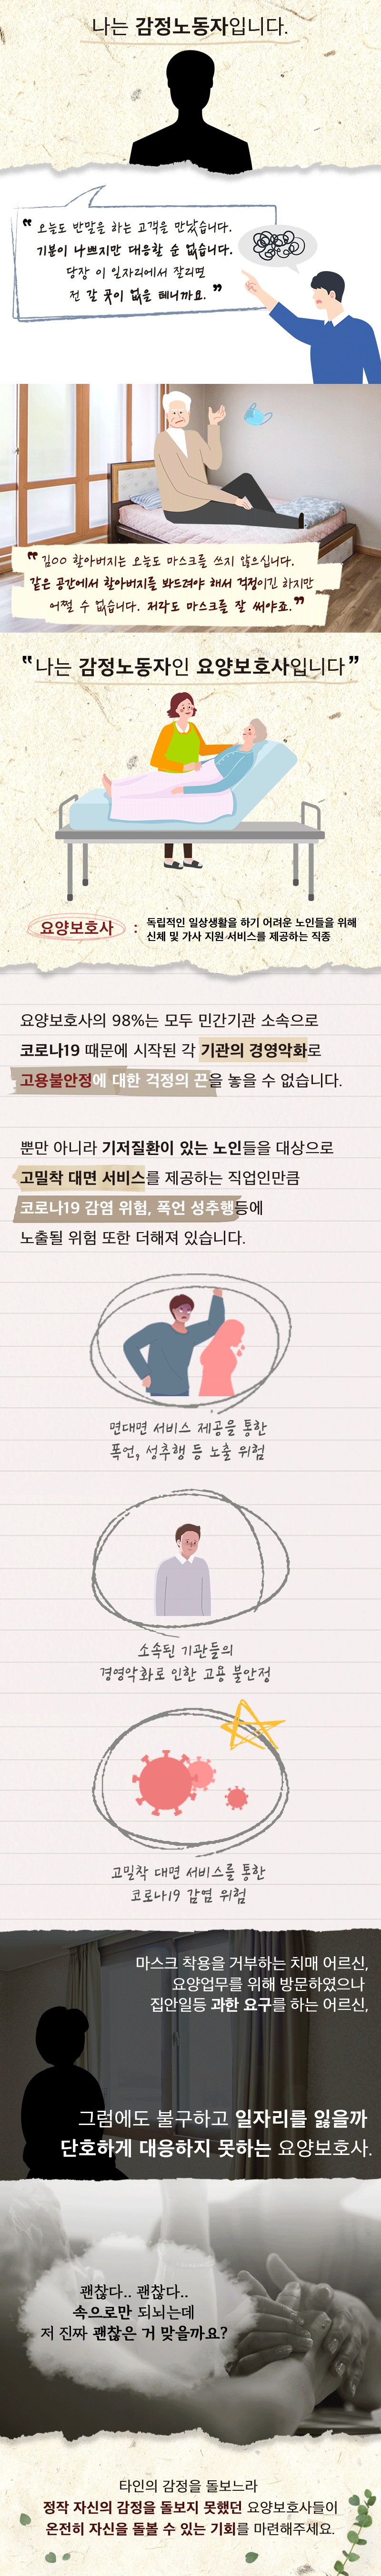 나는 감정노동자입니다.
" 오늘도 반말을 하는 고객을 만났습니다.
기분이 나쁘지만 대응할 순 없습니다.
당장 이 일자리에서 잘리면
전 갈 곳이 없을 테니까요. "
" 김○○ 할아버지는 오늘도 마스크를 쓰지 않으십니다.
같은 공간에서 할아버지를 봐드려야 해서 걱정이긴 하지만
어쩔 수 없습니다. 저라도 마스크를 잘 써야죠. "
" 나는 감정노동자인 요양보호사입니다 "
요양보호사 : 독립적인 일상생활을 하기 어려운 노인들을 위해
신체 및 가사 지원 서비스를 제공하는 직종
요양보호사의 98%는 모두 민간기관 소속으로
코로나19 때문에 시작된 각 기관의 경영악화로
고용불안정에 대한 걱정의 끈을 놓을 수 없습니다.
뿐만 아니라 기저질환이 있는 노인들을 대상으로
고밀착 대면 서비스를 제공하는 직업인만큼
코로나19 감염 위험, 폭언 성추행등에
노출될 위험 또한 더해져 있습니다.
면대면 서비스 제공을 통한
폭언, 성추행 등 노출 위험
소속된 기관들의
경영악화로 인한 고용 불안정
고밀착 대면 서비스를 통한
코로나19 감염 위험
마스크 착용을 거부하는 치매 어르신,
요양업무를 위해 방문하였으나
집안일등 과한 요구를 하는 어르신,
그럼에도 불구하고 일자리를 잃을까
단호하게 대응하지 못하는 요양보호사.
괜찮다.. 괜찮다..
속으로만 되뇌는데
저 진짜 괜찮은 거 맞을까요?
타인의 감정을 돌보느라
정작 자신의 감정을 돌보지 못했던 요양보호사들이
온전히 자신을 돌볼 수 있는 기회를 마련해주세요.